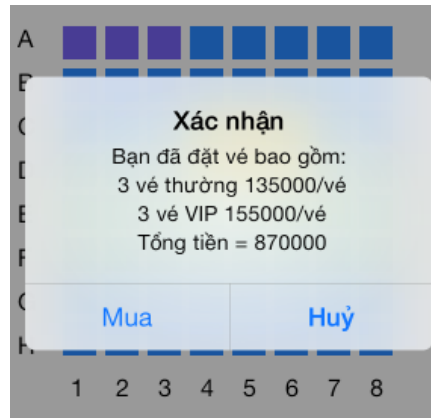 A
Xác nhận
Bạn đã đặt vé bao gồm:
3 vé thường 135000/vé
3 vé VIP 155000/vé
Tổng tiền = 870000
Mua Huỷ
1 2 3 4 5 6 7 8